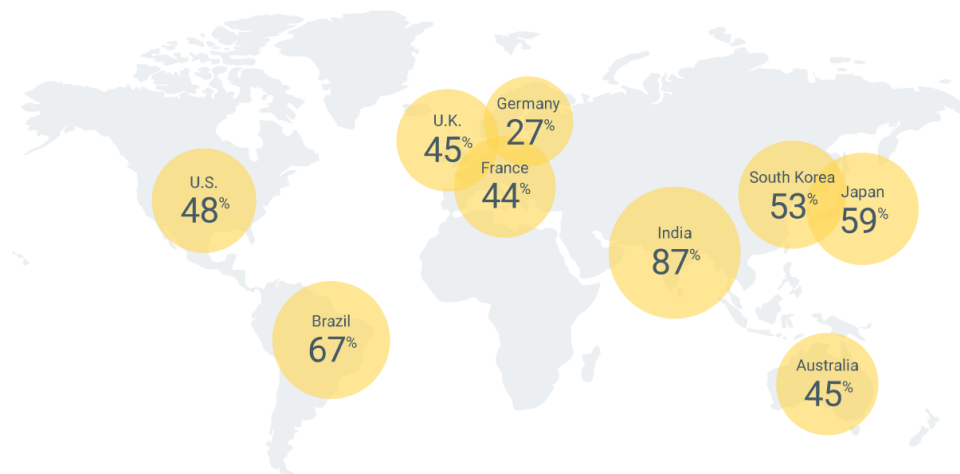 Germany
27%
U.K.
45%
France
44%
U.S.
48%
South Korea
53%
Japan
59%
India
87%
Brazil
67%
Australia
45%